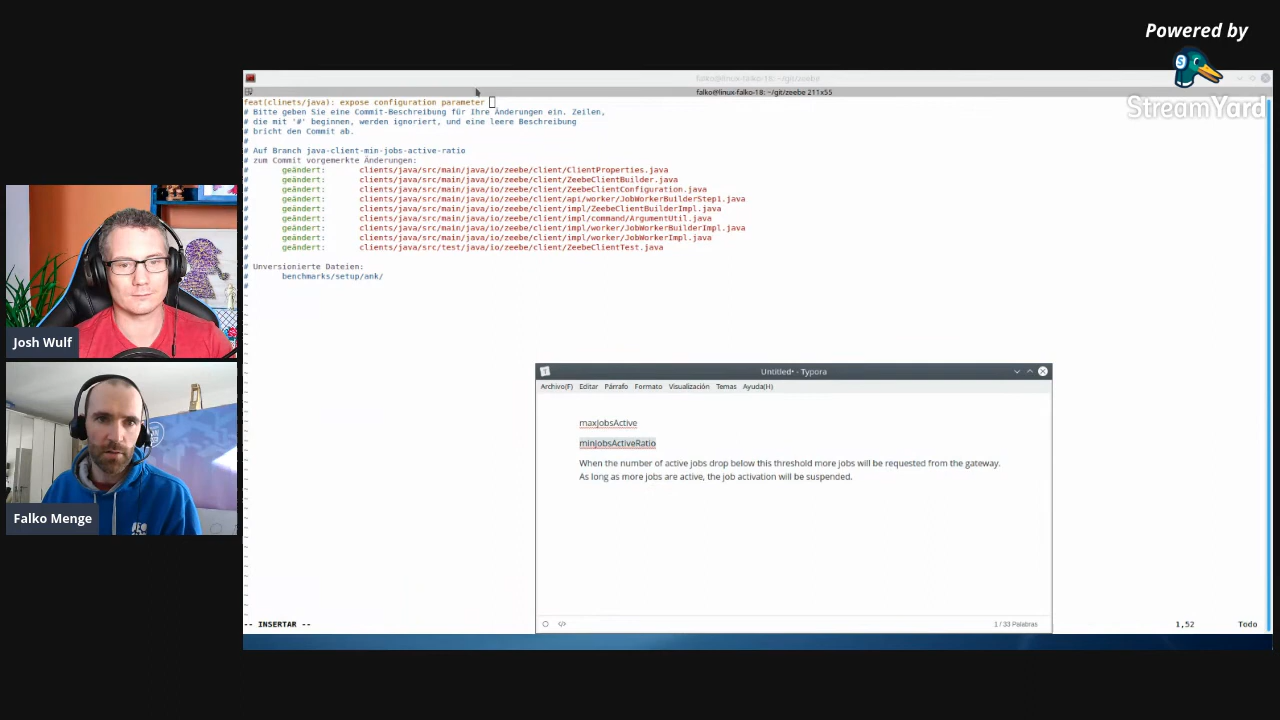 Powered by
StreamYard
falko@linux-falko-18: ~/git/zeebe
falko@linux-falko-18: ~/git/zeebe 211x55
feat(clinets/java): expose configuration parameter
# Bitte geben Sie eine Commit-Beschreibung für Ihre Änderungen ein. Zeilen,
# die mit '#' beginnen, werden ignoriert, und eine leere Beschreibung
# bricht den Commit ab.
#
# Auf Branch java-client-min-jobs-active-ratio
# zum Commit vorgemerkte Änderungen:
# geändert: clients/java/src/main/java/io/zeebe/client/ClientProperties.java
# geändert: clients/java/src/main/java/io/zeebe/client/ZeebeClientBuilder.java
# geändert: clients/java/src/main/java/io/zeebe/client/ZeebeClientConfiguration.java
# geändert: clients/java/src/main/java/io/zeebe/client/api/worker/JobWorkerBuilderStep1.java
# geändert: clients/java/src/main/java/io/zeebe/client/impl/ZeebeClientBuilderImpl.java
# geändert: clients/java/src/main/java/io/zeebe/client/impl/command/ArgumentUtil.java
# geändert: clients/java/src/main/java/io/zeebe/client/impl/worker/JobWorkerBuilderImpl.java
# geändert: clients/java/src/main/java/io/zeebe/client/impl/worker/JobWorkerImpl.java
# geändert: clients/java/src/test/java/io/zeebe/client/ZeebeClientTest.java
#
# Unversionierte Dateien:
# benchmarks/setup/ank/
#
Josh Wulf
Falko Menge
Untitled• - Typora
Archivo(F) Editar Párrafo Formato Visualización Temas Ayuda(H)
maxJobsActive
minJobsActiveRatio
When the number of active jobs drop below this threshold more jobs will be requested from the gateway.
As long as more jobs are active, the job activation will be suspended.
1 / 33 Palabras
-- INSERTAR -- 1,52 Todo